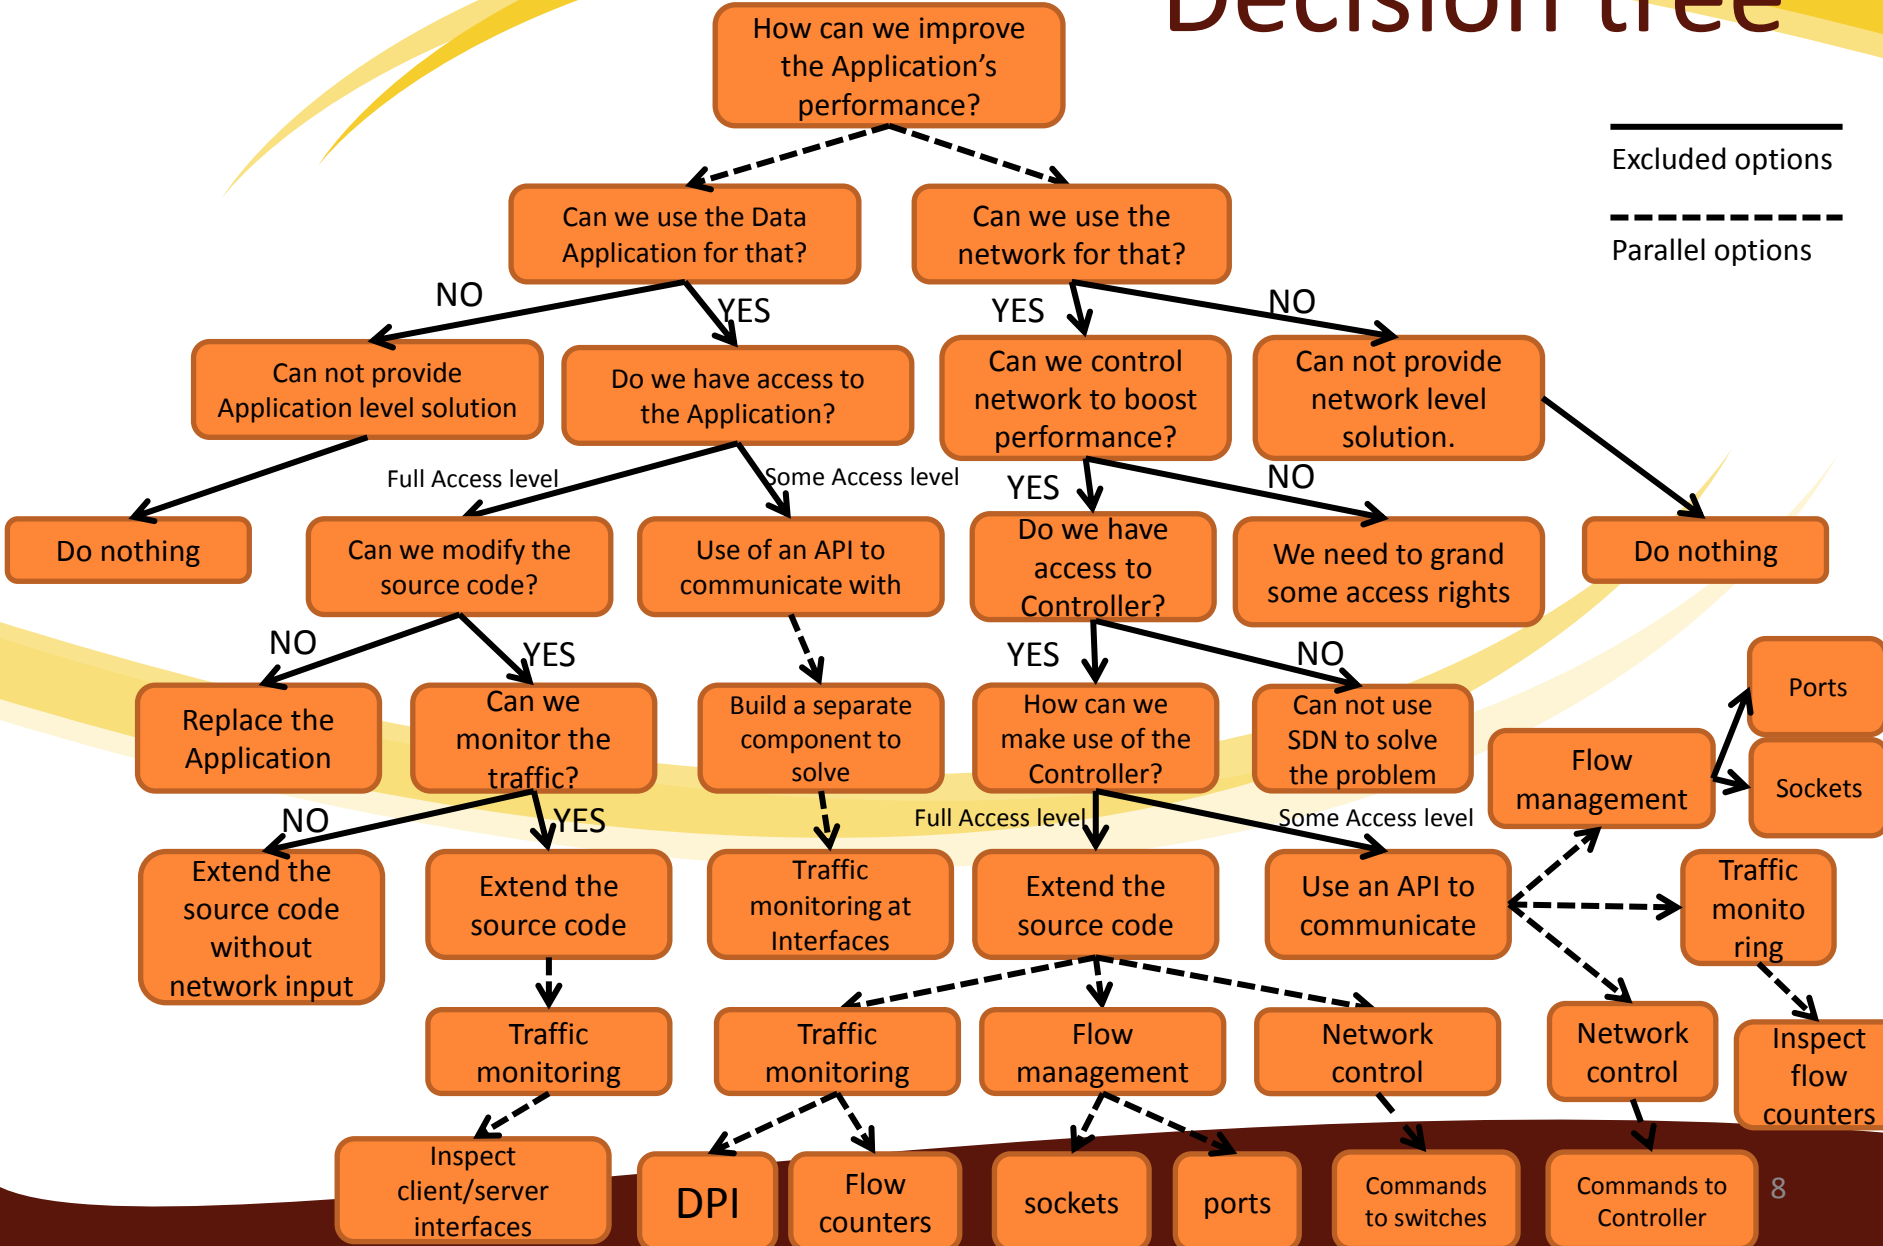 Decision tree
How can we improve
the Application's
performance?
Excluded options
Parallel options
Can we use the Data
Application for that?
Can we use the
network for that?
NO
YES
YES
NO
Can not provide
Application level solution
Do we have access to
the Application?
Can we control
network to boost
performance?
Can not provide
network level
solution.
Full Access level
Some Access level
YES
NO
Do nothing
Can we modify the
source code?
Use of an API to
communicate with
Do we have
access to
Controller?
We need to grand
some access rights
Do nothing
NO
YES
YES
NO
Replace the
Application
Can we
monitor the
traffic?
Build a separate
component to
solve
How can we
make use of the
Controller?
Can not use
SDN to solve
the problem
Flow
management
Ports
Sockets
NO
YES
Full Access level
Some Access level
Extend the
source code
without
network input
Extend the
source code
Traffic
monitoring at
Interfaces
Extend the
source code
Use an API to
communicate
Traffic
monito
ring
Traffic
monitoring
Traffic
monitoring
Flow
management
Network
control
Network
control
Inspect
flow
counters
Inspect
client/server
interfaces
DPI
Flow
counters
sockets
ports
Commands
to switches
Commands to
Controller
8